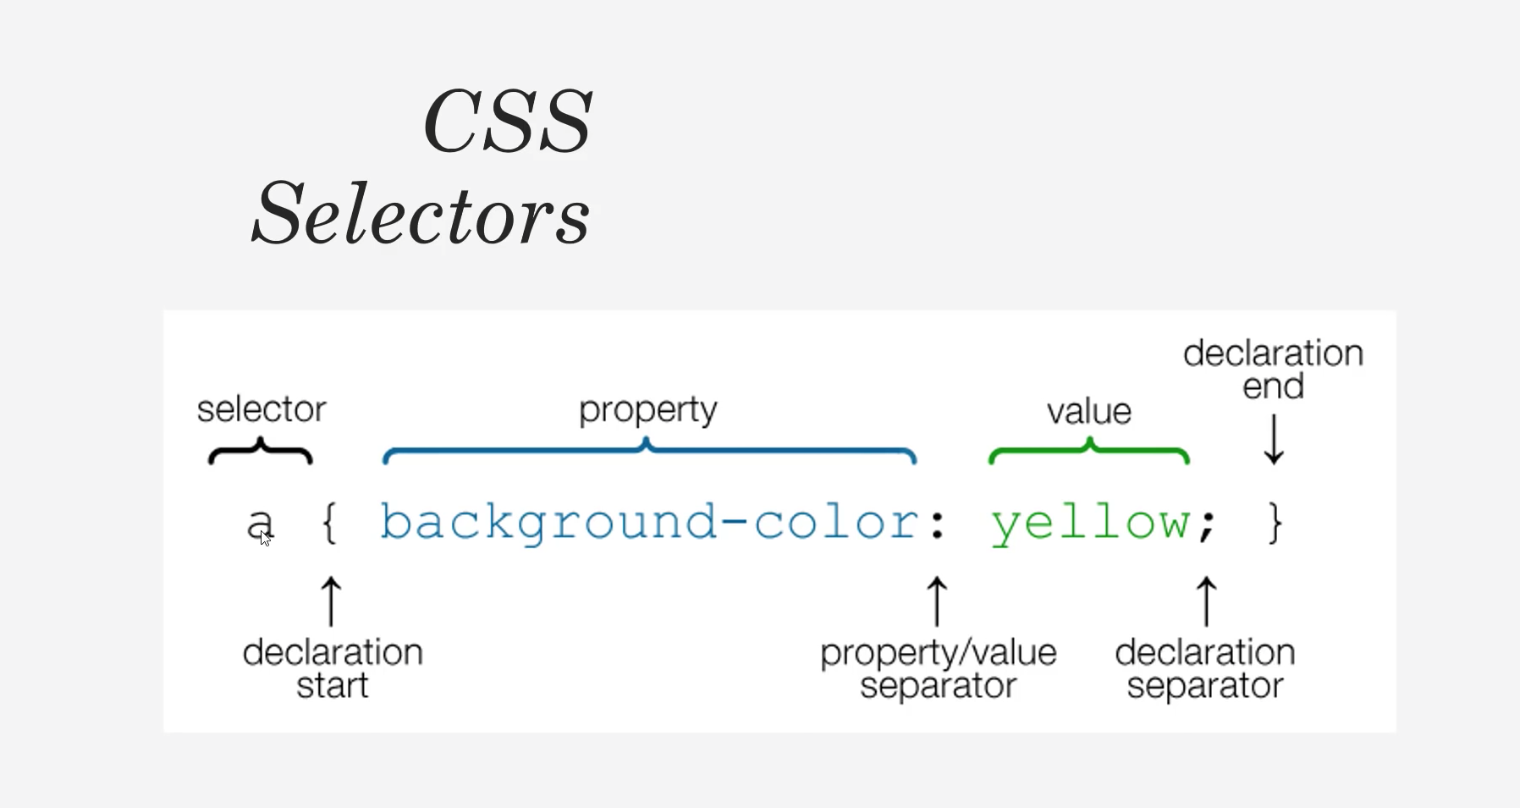 CSS
Selectors
declaration
end
selector
property
value
a { background-color: yellow; }
declaration
start
property/value
separator
declaration
separator